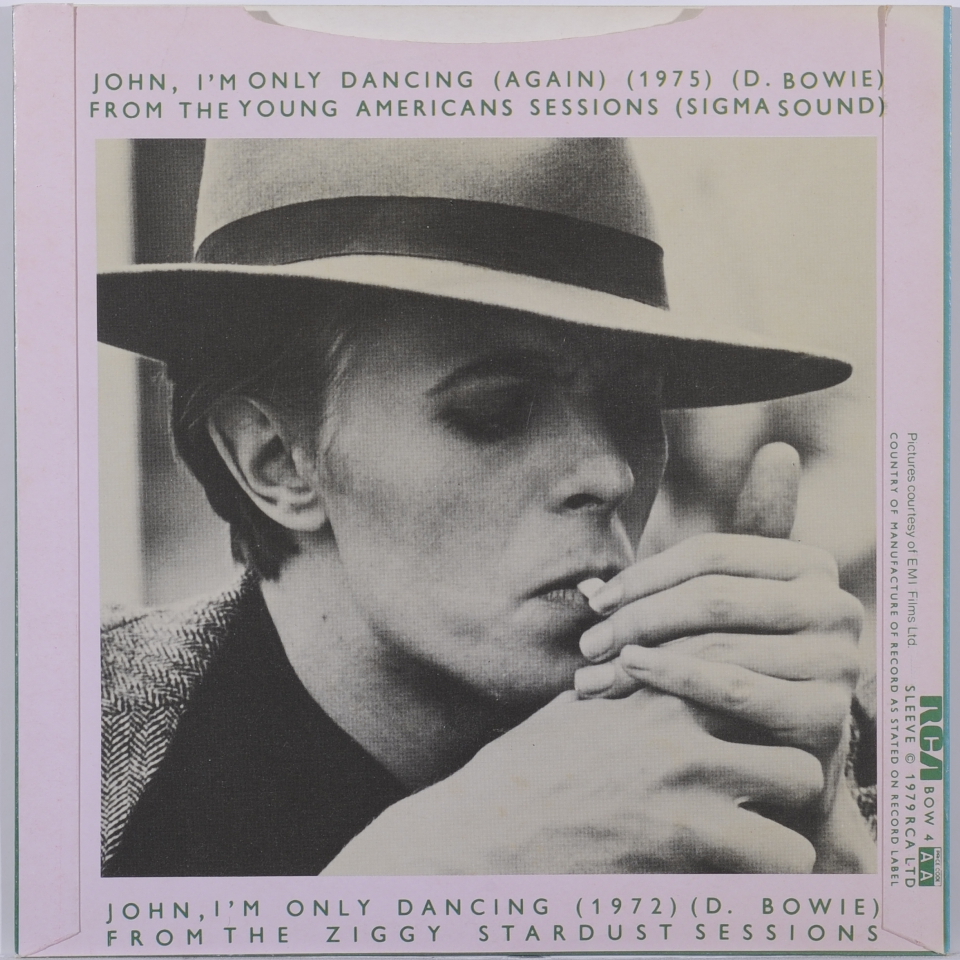 JOHN, I'M ONLY DANCING (AGAIN) (1975) (D. BOWIE)
FROM THE YOUNG AMERICANS SESSIONS (SIGMA SOUND)
JOHN, I'M ONLY DANCING (1972) (D. BOWIE)
FROM THE ZIGGY STARDUST SESSIONS
RCA BOW 4 PRICE CODE AA
Pictures courtesy of EMI Films Ltd. SLEEVE © 1979 RCA LTD
COUNTRY OF MANUFACTURE OF RECORD AS STATED ON RECORD LABEL